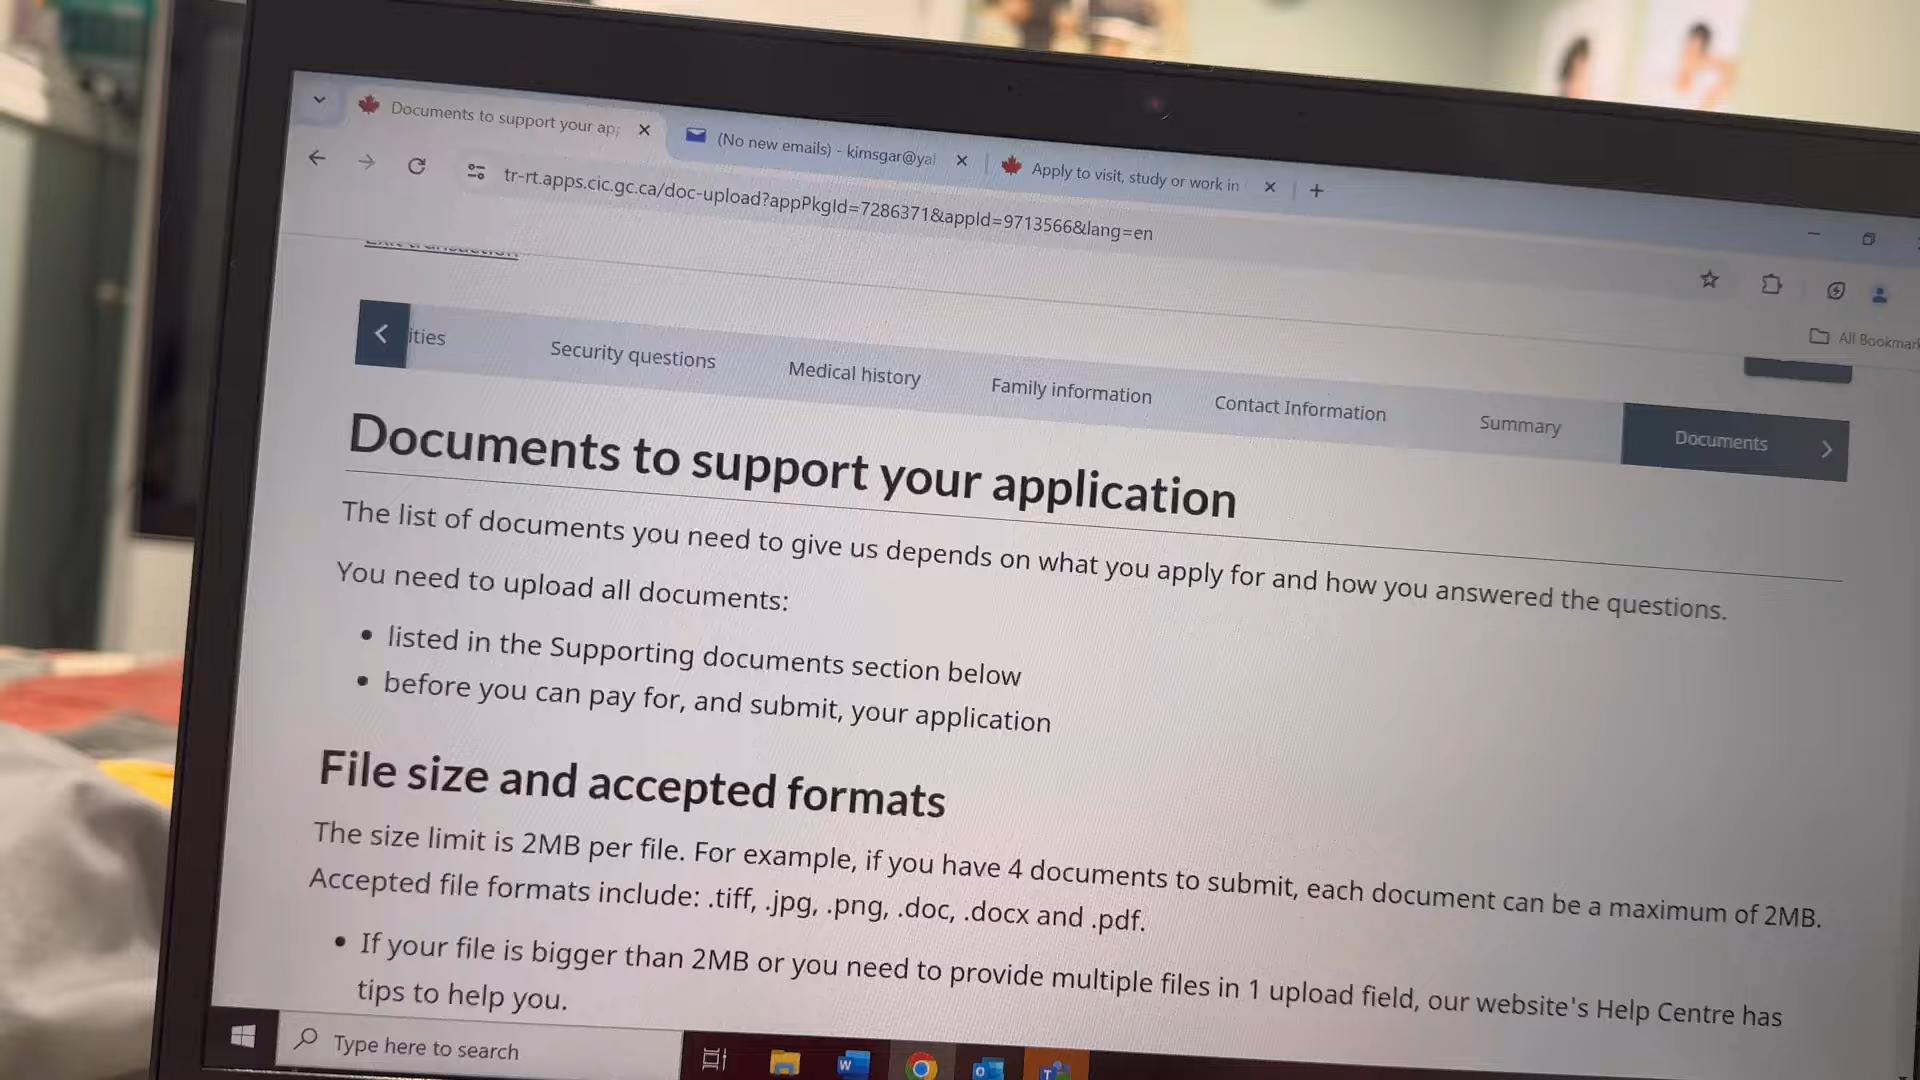 Documents to support your ap
(No new emails) - kimsgar@ya
Apply to visit, study or work in
tr-rt.apps.cic.gc.ca/doc-upload?appPkgId=7286371&appId=9713566&lang=en
All Bookmark
Exit transaction
ities
Security questions
Medical history
Family information
Contact Information
Summary
Documents
Documents to support your application
The list of documents you need to give us depends on what you apply for and how you answered the questions.
You need to upload all documents:
• listed in the Supporting documents section below
• before you can pay for, and submit, your application
File size and accepted formats
The size limit is 2MB per file. For example, if you have 4 documents to submit, each document can be a maximum of 2MB.
Accepted file formats include: .tiff, .jpg, .png, .doc, .docx and .pdf.
• If your file is bigger than 2MB or you need to provide multiple files in 1 upload field, our website's Help Centre has
tips to help you.
Type here to search